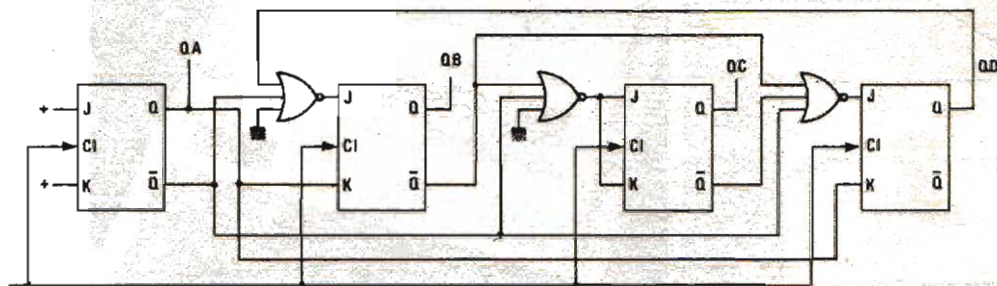 QA
QB
QC
QD
+ J Q
Cl
+ K Q̅
J Q
Cl
K Q̅
J Q
Cl
K Q̅
J Q
Cl
K Q̅